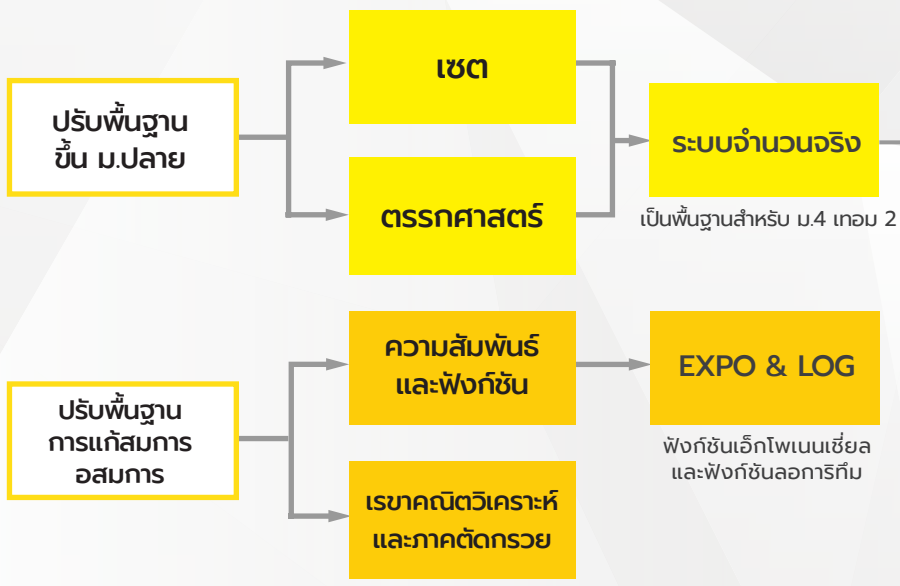 ปรับพื้นฐาน
ขึ้น ม.ปลาย
เซต
ตรรกศาสตร์
ระบบจำนวนจริง
เป็นพื้นฐานสำหรับ ม.4 เทอม 2
ปรับพื้นฐาน
การแก้สมการ
อสมการ
ความสัมพันธ์
และฟังก์ชัน
เรขาคณิตวิเคราะห์
และภาคตัดกรวย
EXPO & LOG
ฟังก์ชันเอ็กโพเนนเชี่ยล
และฟังก์ชันลอการิทึม